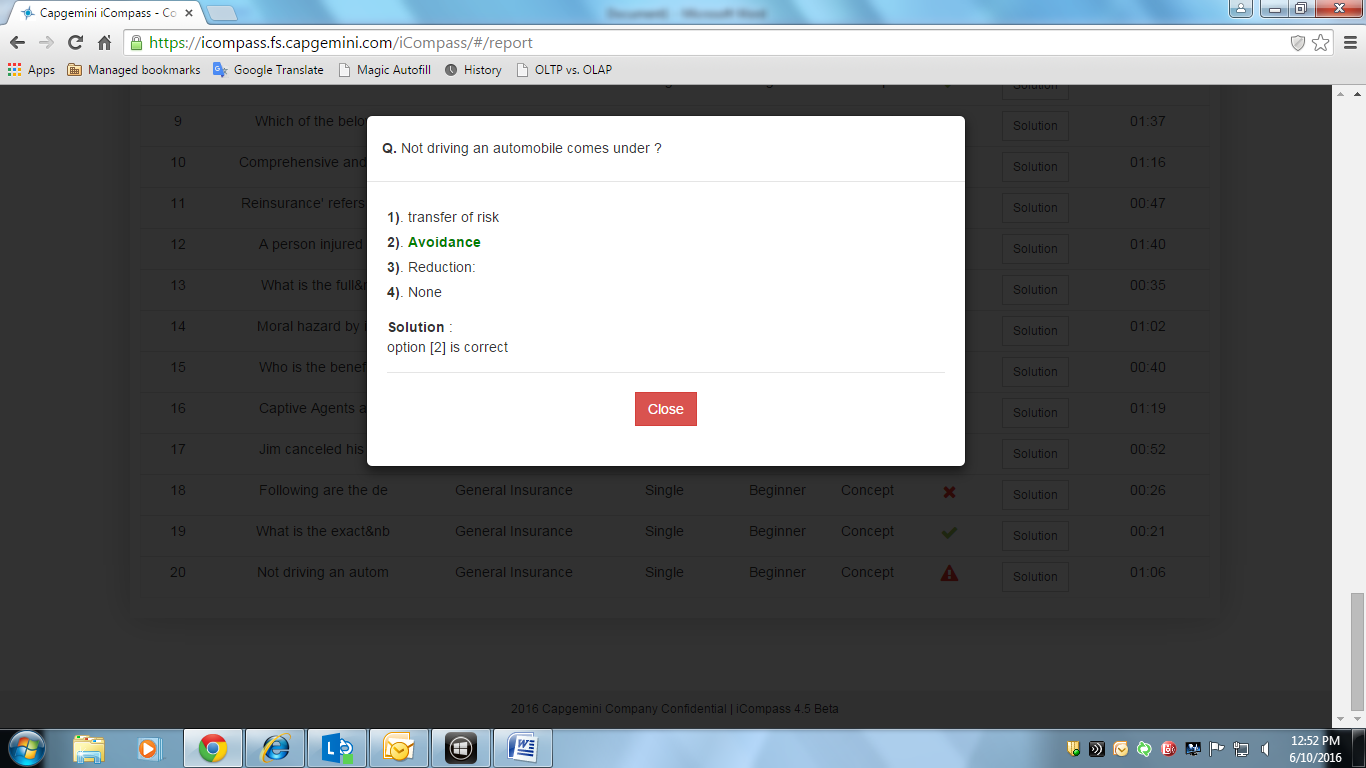 Capgemini iCompass - Co
Document1 - Microsoft Word
https://icompass.fs.capgemini.com/iCompass/#/report
Apps Managed bookmarks Google Translate Magic Autofill History OLTP vs. OLAP
Solution
9 Which of the belo Solution 01:37
10 Comprehensive and Solution 01:16
11 Reinsurance' refers Solution 00:47
12 A person injured Solution 01:40
13 What is the full&n Solution 00:35
14 Moral hazard by Solution 01:02
15 Who is the benef Solution 00:40
16 Captive Agents a Solution 01:19
17 Jim canceled his Solution 00:52
18 Following are the de General Insurance Single Beginner Concept Solution 00:26
19 What is the exact&nb General Insurance Single Beginner Concept Solution 00:21
20 Not driving an autom General Insurance Single Beginner Concept Solution 01:06
Q. Not driving an automobile comes under ?
1). transfer of risk
2). Avoidance
3). Reduction:
4). None
Solution :
option [2] is correct
Close
2016 Capgemini Company Confidential | iCompass 4.5 Beta
12:52 PM
6/10/2016